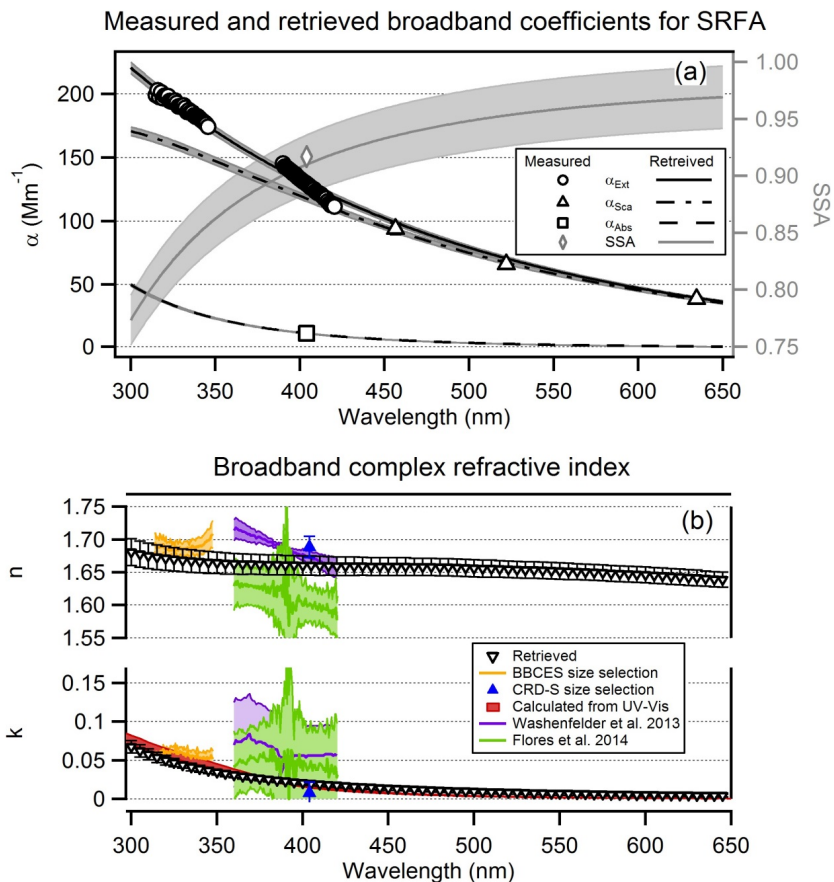 Measured and retrieved broadband coefficients for SRFA
(a)
200
150
100
50
0
α (Mm⁻¹)
1.00
0.95
0.90
0.85
0.80
0.75
SSA
Measured Retreived
αExt
αSca
αAbs
SSA
300 350 400 450 500 550 600 650
Wavelength (nm)
Broadband complex refractive index
(b)
1.75
1.70
1.65
1.60
1.55
n
0.15
0.1
0.05
0
k
Retrieved
BBCES size selection
CRD-S size selection
Calculated from UV-Vis
Washenfelder et al. 2013
Flores et al. 2014
300 350 400 450 500 550 600 650
Wavelength (nm)